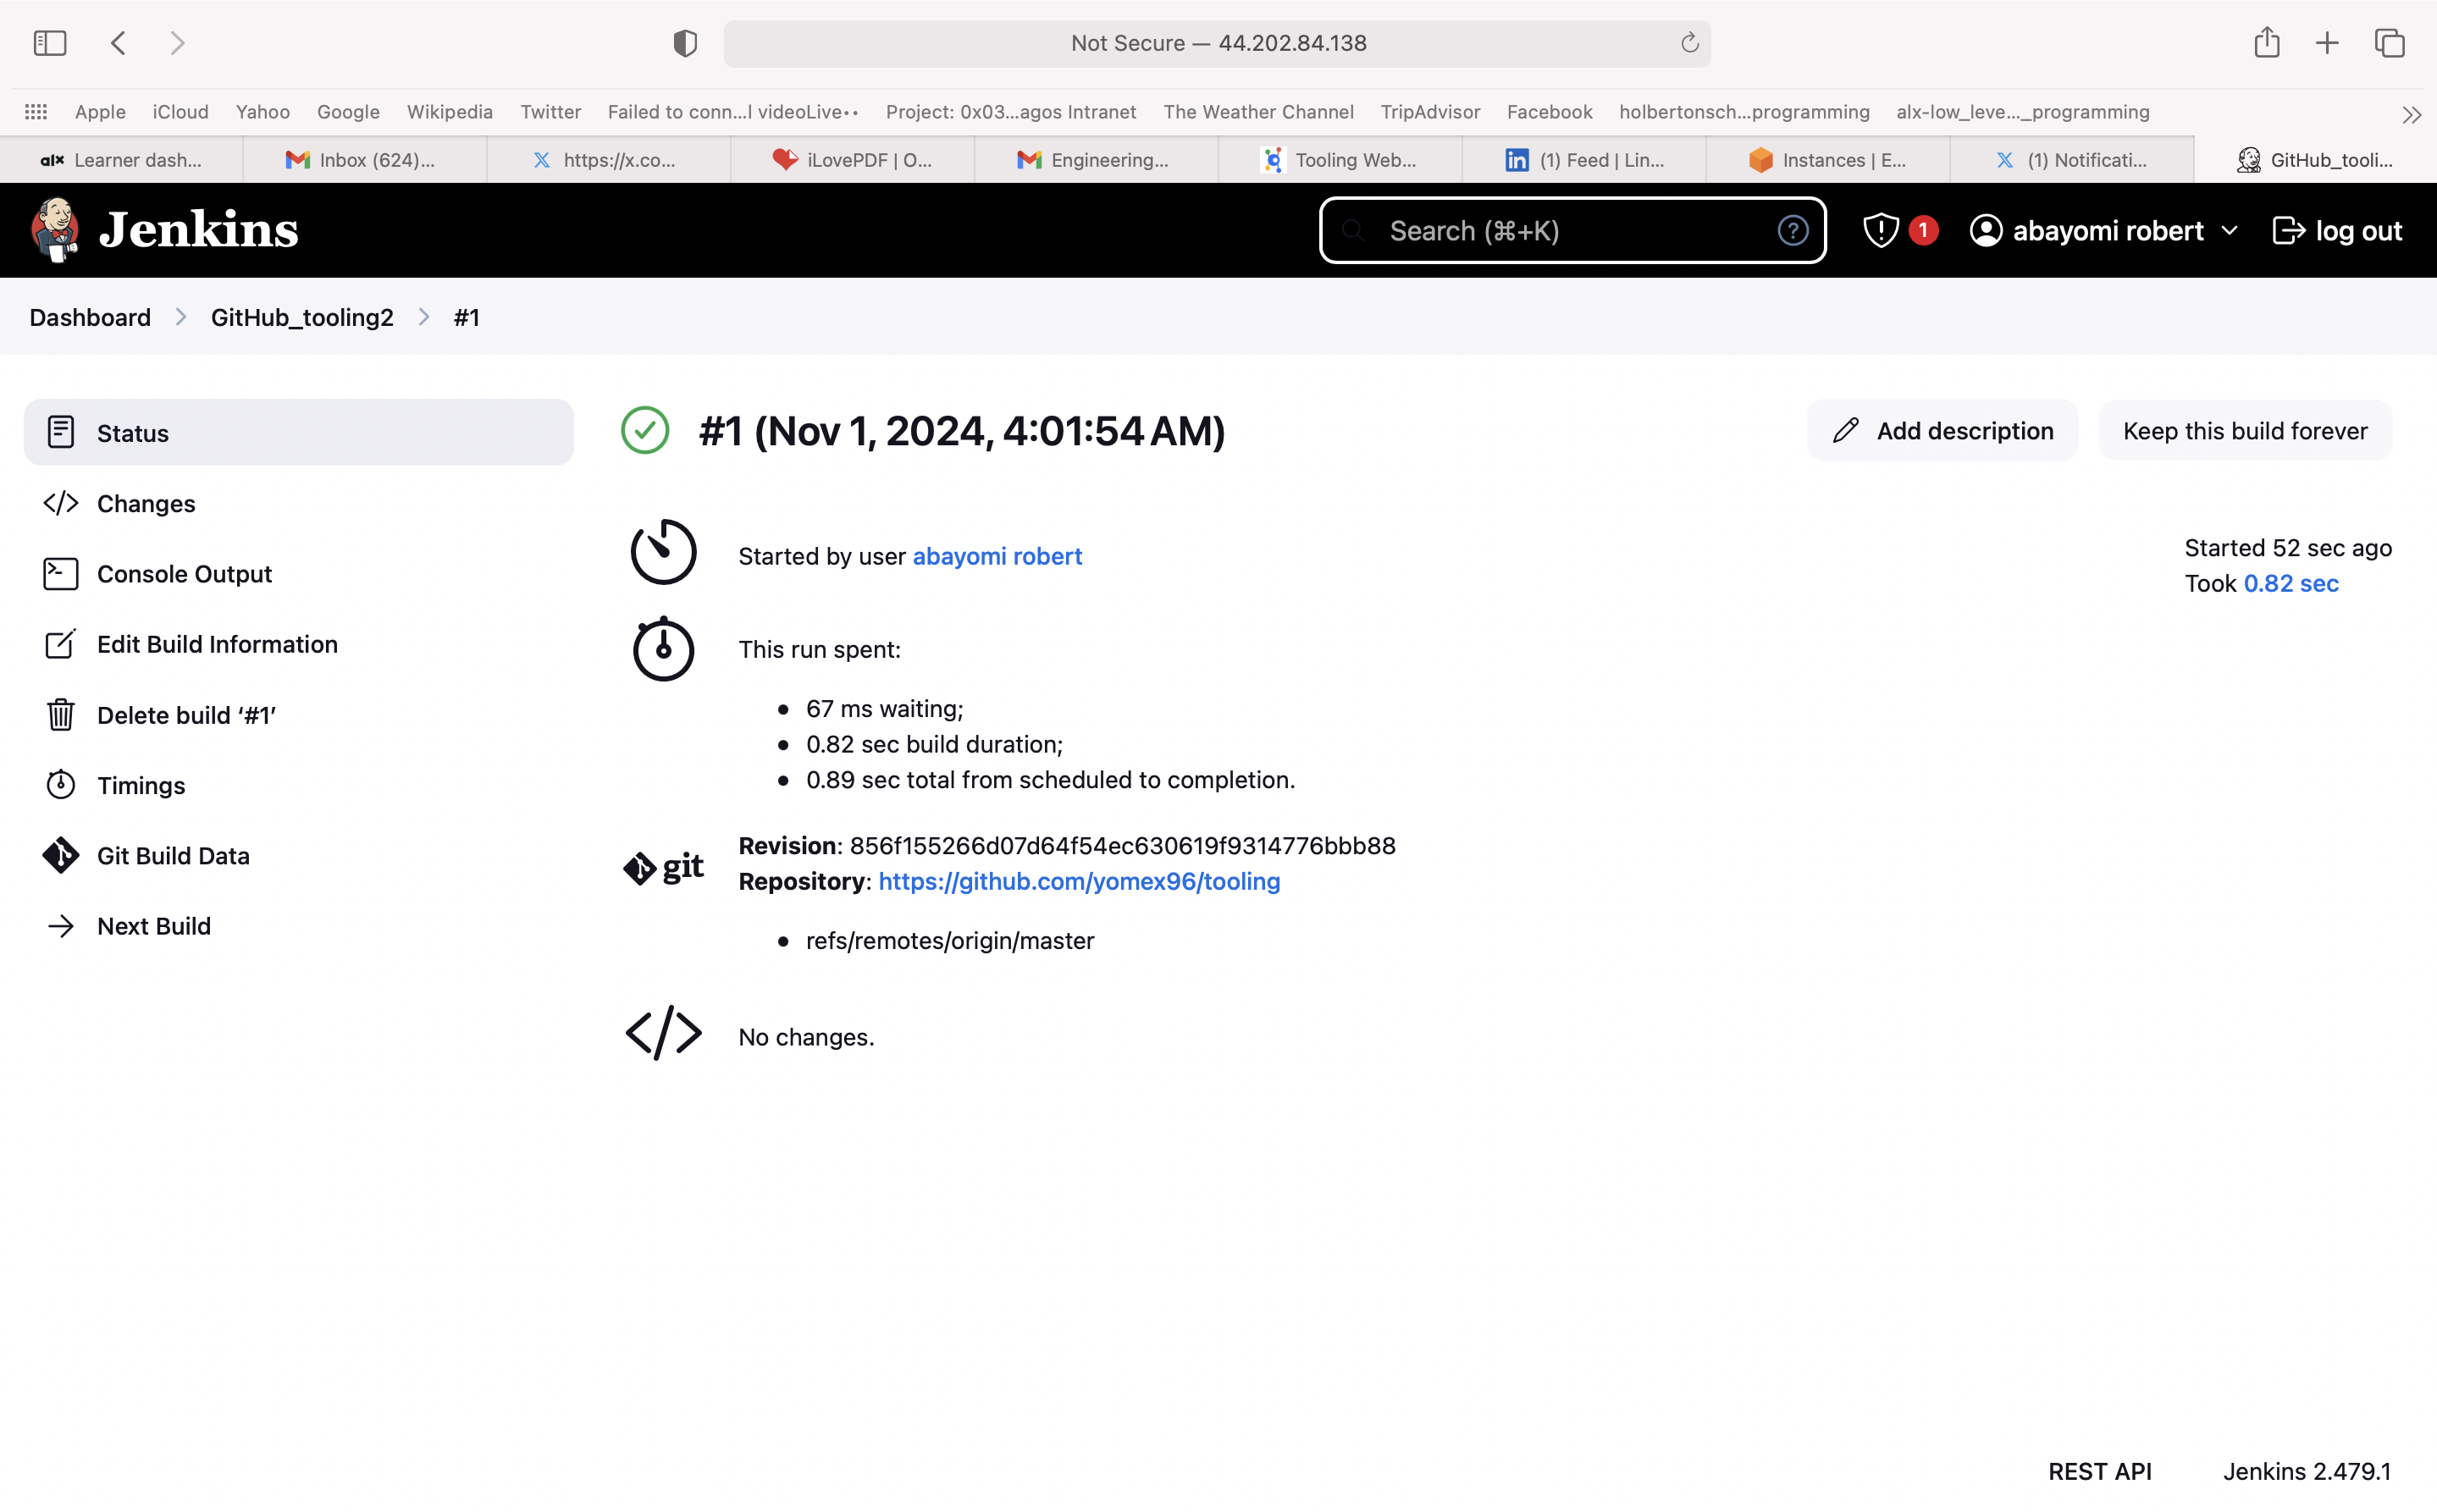 Not Secure — 44.202.84.138
Apple iCloud Yahoo Google Wikipedia Twitter Failed to conn...l videoLive•• Project: 0x03...agos Intranet The Weather Channel TripAdvisor Facebook holbertonsch...programming alx-low_leve..._programming
alx Learner dash... Inbox (624)... https://x.co... iLovePDF | O... Engineering... Tooling Web... (1) Feed | Lin... Instances | E... (1) Notificati... GitHub_tooli...
Jenkins Search (⌘+K) 1 abayomi robert log out
Dashboard GitHub_tooling2 #1
Status
Changes
Console Output
Edit Build Information
Delete build ‘#1’
Timings
Git Build Data
Next Build
#1 (Nov 1, 2024, 4:01:54 AM)
Add description
Keep this build forever
Started by user abayomi robert
Started 52 sec ago
Took 0.82 sec
This run spent:
67 ms waiting;
0.82 sec build duration;
0.89 sec total from scheduled to completion.
git
Revision: 856f155266d07d64f54ec630619f9314776bbb88
Repository: https://github.com/yomex96/tooling
refs/remotes/origin/master
No changes.
REST API Jenkins 2.479.1